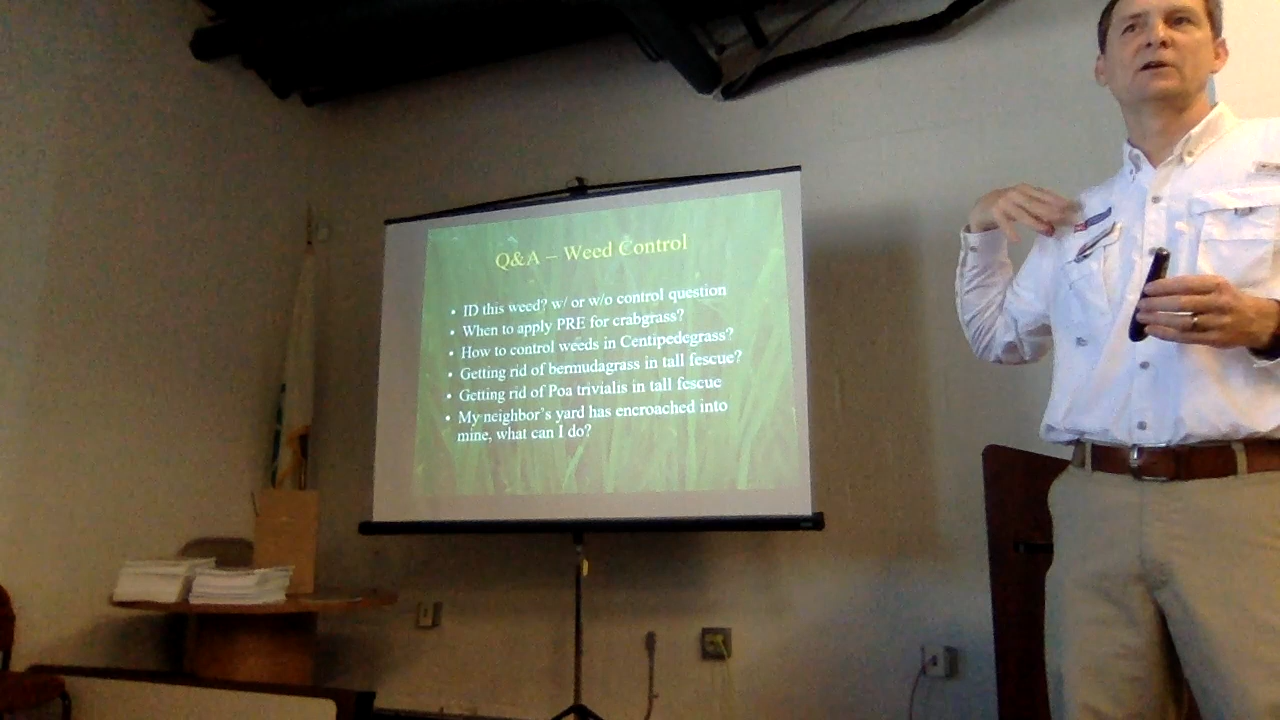 Q&A – Weed Control
• ID this weed? w/ or w/o control question
• When to apply PRE for crabgrass?
• How to control weeds in Centipedegrass?
• Getting rid of bermudagrass in tall fescue?
• Getting rid of Poa trivialis in tall fescue
• My neighbor's yard has encroached into
mine, what can I do?